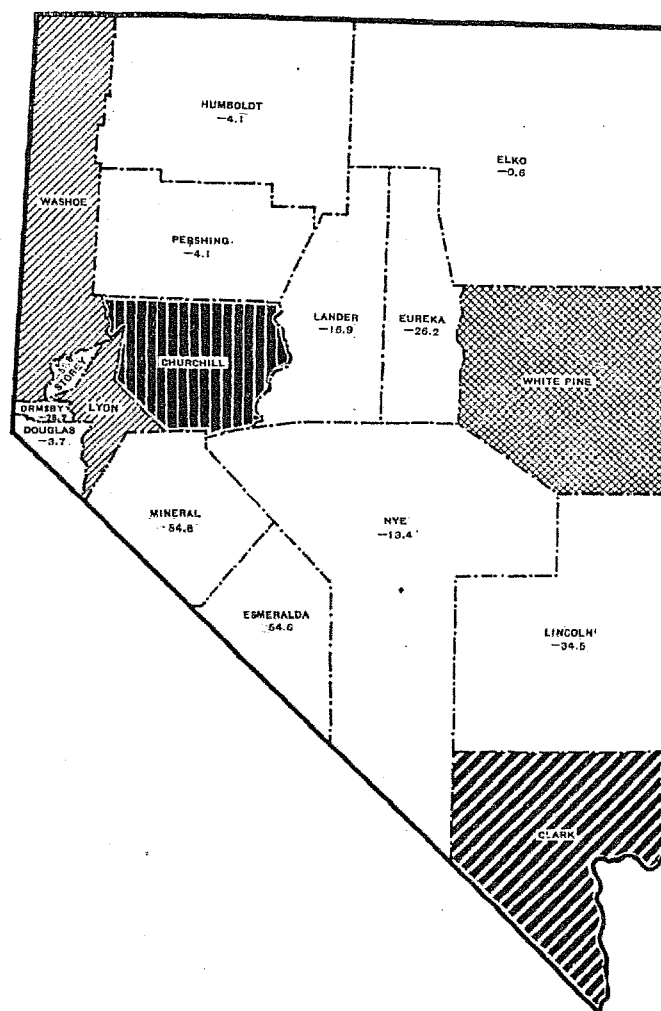 HUMBOLDT
—4.1
ELKO
—0.6
WASHOE
PERSHING
—4.1
LANDER
—16.9
EUREKA
—26.2
CHURCHILL
WHITE PINE
STOREY
ORMSBY
LYON
DOUGLAS
—3.7
MINERAL
—54.8
NYE
—13.4
ESMERALDA
—54.6
LINCOLN
—34.5
CLARK